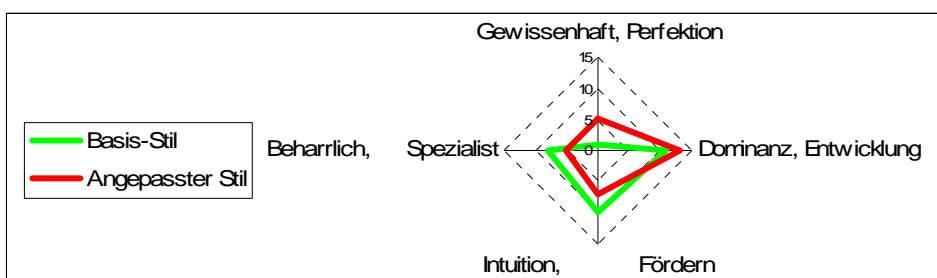 Gewissenhaft, Perfektion
15
10
5
0
Basis-Stil
Angepasster Stil
Beharrlich, Spezialist
Dominanz, Entwicklung
Intuition, Fördern